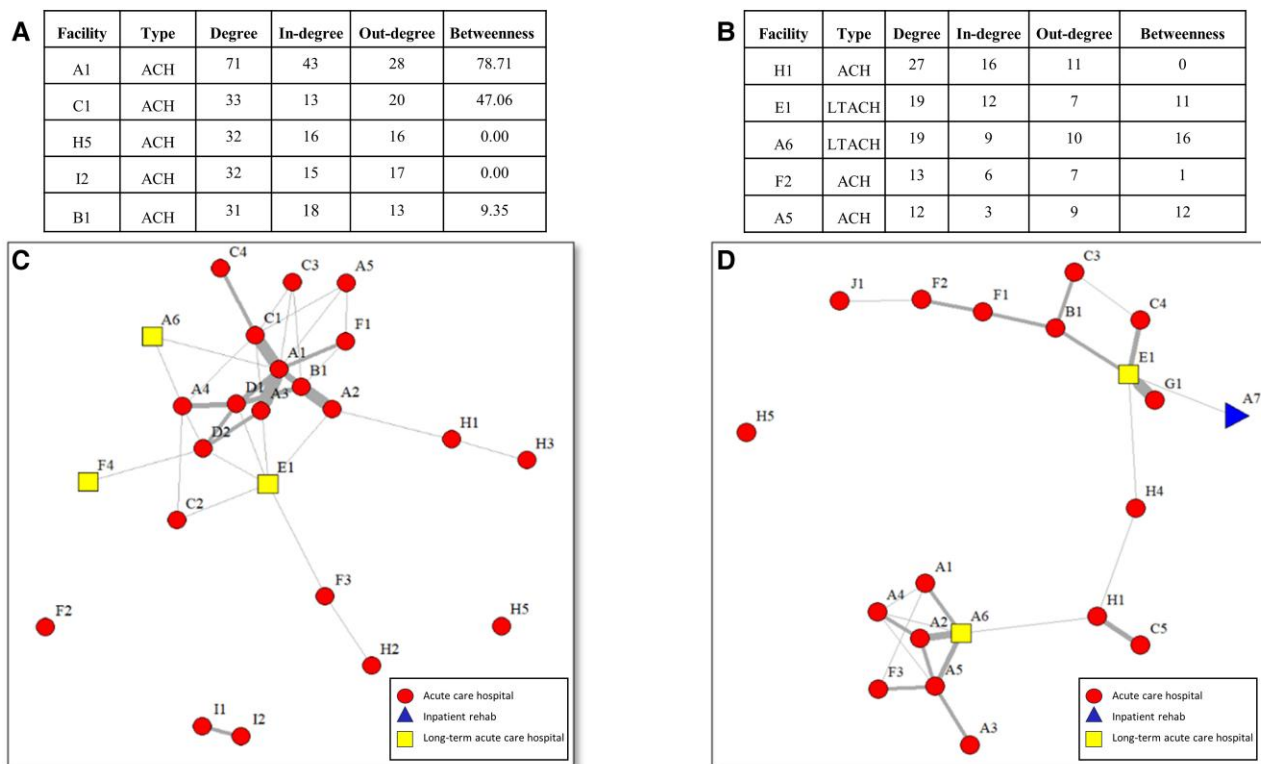 A
Facility Type Degree In-degree Out-degree Betweenness
A1 ACH 71 43 28 78.71
C1 ACH 33 13 20 47.06
H5 ACH 32 16 16 0.00
I2 ACH 32 15 17 0.00
B1 ACH 31 18 13 9.35
B
Facility Type Degree In-degree Out-degree Betweenness
H1 ACH 27 16 11 0
E1 LTACH 19 12 7 11
A6 LTACH 19 9 10 16
F2 ACH 13 6 7 1
A5 ACH 12 3 9 12
C
C4
C3
A5
A6
C1
F1
A1
B1
A4
D1
A3
A2
D2
H1
H3
F4
E1
C2
F3
F2
H5
H2
I1
I2
Acute care hospital
Inpatient rehab
Long-term acute care hospital
D
C3
J1
F2
F1
C4
B1
E1
G1
A7
H5
H4
A1
A4
A2
A6
H1
C5
F3
A5
A3
Acute care hospital
Inpatient rehab
Long-term acute care hospital